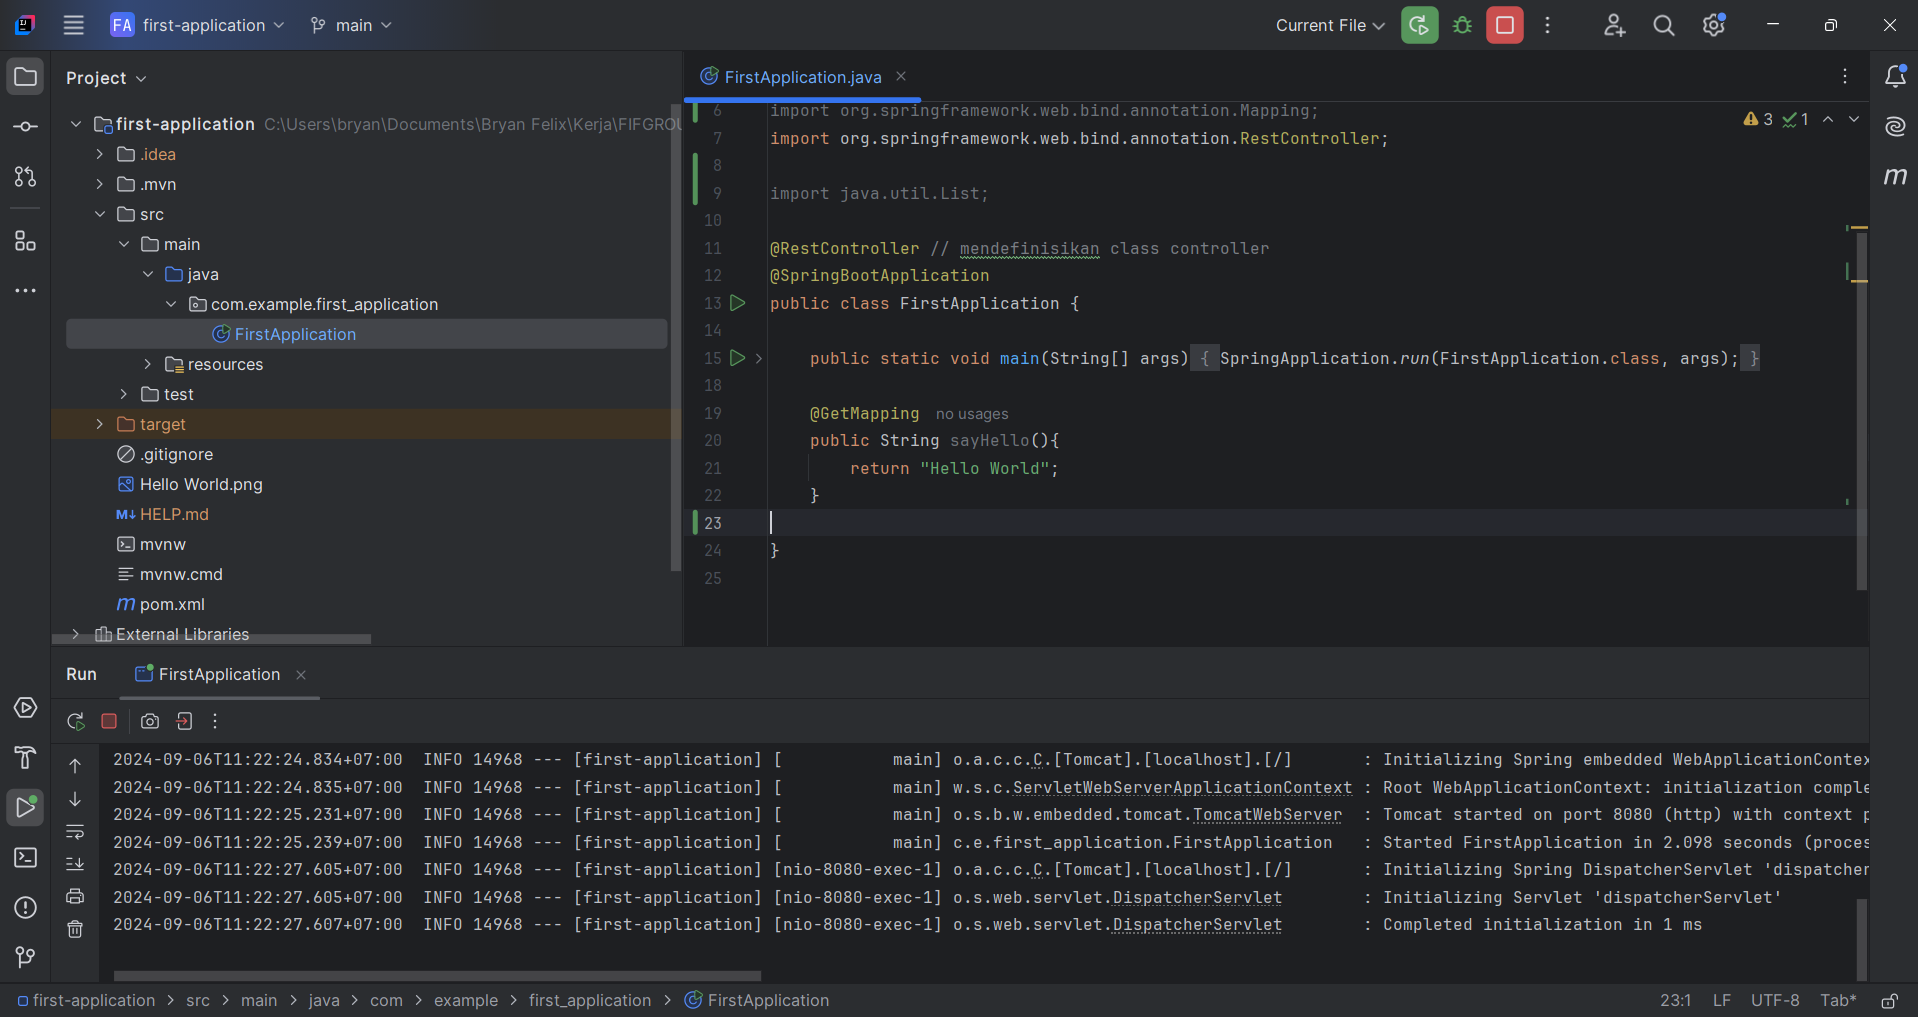 FA first-application
main
Current File
Project
FirstApplication.java
first-application C:\Users\bryan\Documents\Bryan Felix\Kerja\FIFGROU
.idea
.mvn
src
main
java
com.example.first_application
FirstApplication
resources
test
target
.gitignore
Hello World.png
M↓ HELP.md
mvnw
mvnw.cmd
m pom.xml
External Libraries
6 import org.springframework.web.bind.annotation.Mapping;
3 1
7 import org.springframework.web.bind.annotation.RestController;
8
9 import java.util.List;
10
11 @RestController // mendefinisikan class controller
12 @SpringBootApplication
13 public class FirstApplication {
14
15 public static void main(String[] args) { SpringApplication.run(FirstApplication.class, args); }
18
19 @GetMapping no usages
20 public String sayHello(){
21 return "Hello World";
22 }
23
24 }
25
m
Run FirstApplication
2024-09-06T11:22:24.834+07:00 INFO 14968 --- [first-application] [ main] o.a.c.c.C.[Tomcat].[localhost].[/] : Initializing Spring embedded WebApplicationContex
2024-09-06T11:22:24.835+07:00 INFO 14968 --- [first-application] [ main] w.s.c.ServletWebServerApplicationContext : Root WebApplicationContext: initialization comple
2024-09-06T11:22:25.231+07:00 INFO 14968 --- [first-application] [ main] o.s.b.w.embedded.tomcat.TomcatWebServer : Tomcat started on port 8080 (http) with context p
2024-09-06T11:22:25.239+07:00 INFO 14968 --- [first-application] [ main] c.e.first_application.FirstApplication : Started FirstApplication in 2.098 seconds (proces
2024-09-06T11:22:27.605+07:00 INFO 14968 --- [first-application] [nio-8080-exec-1] o.a.c.c.C.[Tomcat].[localhost].[/] : Initializing Spring DispatcherServlet 'dispatcher
2024-09-06T11:22:27.605+07:00 INFO 14968 --- [first-application] [nio-8080-exec-1] o.s.web.servlet.DispatcherServlet : Initializing Servlet 'dispatcherServlet'
2024-09-06T11:22:27.607+07:00 INFO 14968 --- [first-application] [nio-8080-exec-1] o.s.web.servlet.DispatcherServlet : Completed initialization in 1 ms
first-application > src > main > java > com > example > first_application > FirstApplication
23:1 LF UTF-8 Tab*